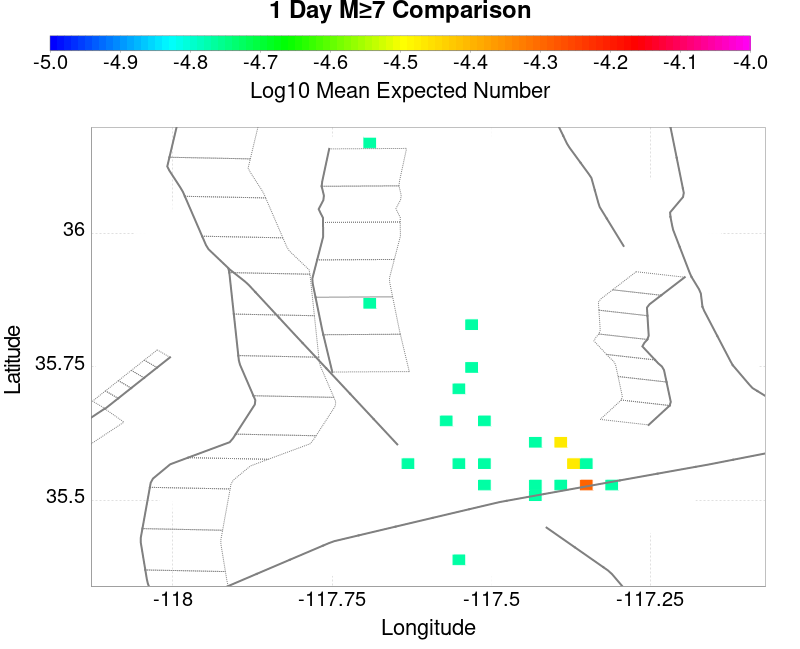 1 Day M≥7 Comparison
-5.0 -4.9 -4.8 -4.7 -4.6 -4.5 -4.4 -4.3 -4.2 -4.1 -4.0
Log10 Mean Expected Number
36
35.75
35.5
Latitude
-118 -117.75 -117.5 -117.25
Longitude